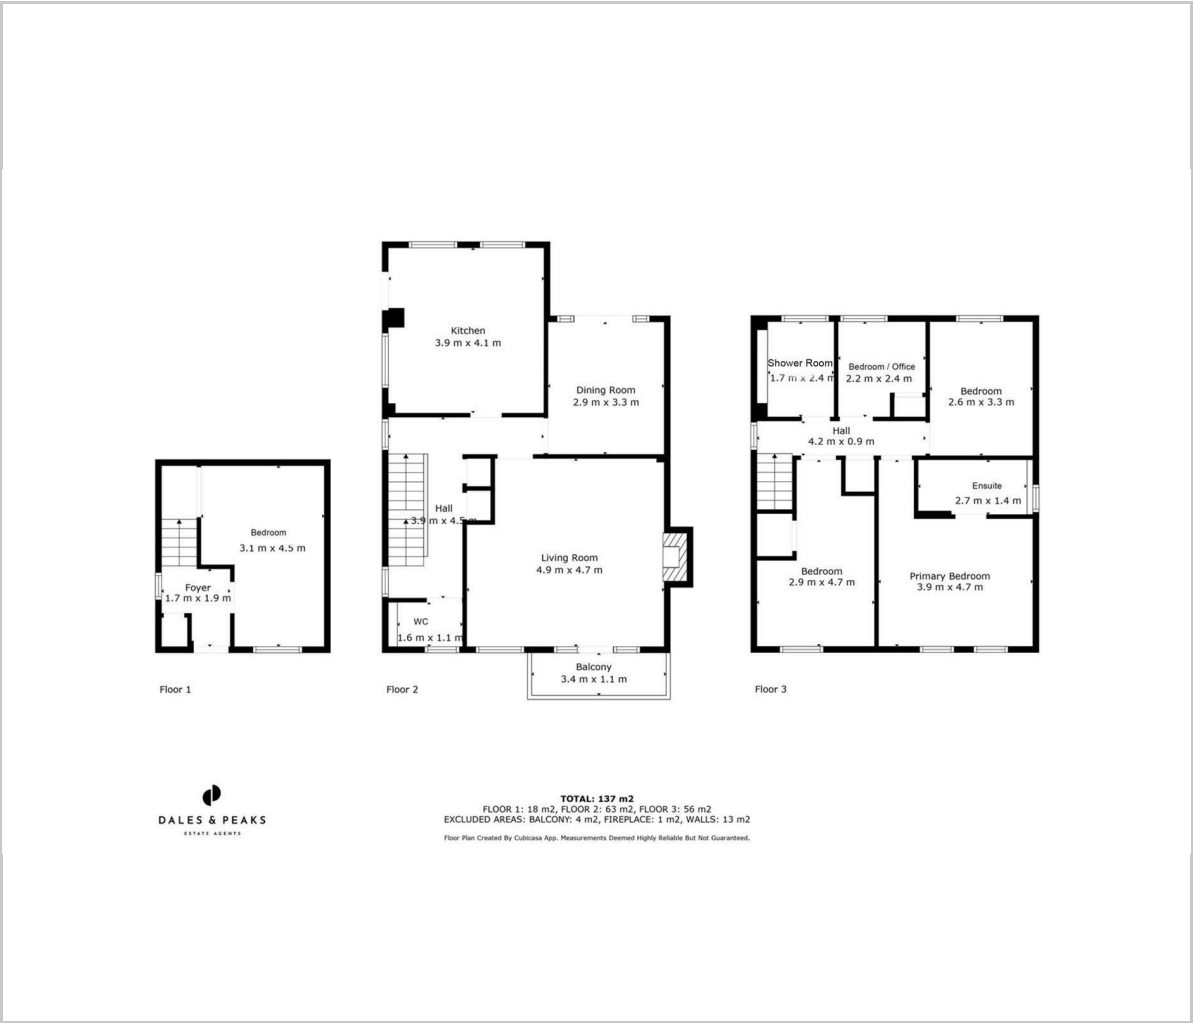 Kitchen
3.9 m x 4.1 m
Dining Room
2.9 m x 3.3 m
Hall
3.9 m x 4.5 m
Living Room
4.9 m x 4.7 m
WC
1.6 m x 1.1 m
Balcony
3.4 m x 1.1 m
Bedroom
3.1 m x 4.5 m
Foyer
1.7 m x 1.9 m
Shower Room
1.7 m x 2.4 m
Bedroom / Office
2.2 m x 2.4 m
Bedroom
2.6 m x 3.3 m
Hall
4.2 m x 0.9 m
Ensuite
2.7 m x 1.4 m
Bedroom
2.9 m x 4.7 m
Primary Bedroom
3.9 m x 4.7 m
Floor 1
Floor 2
Floor 3
DALES & PEAKS
ESTATE AGENTS
TOTAL: 137 m2
FLOOR 1: 18 m2, FLOOR 2: 63 m2, FLOOR 3: 56 m2
EXCLUDED AREAS: BALCONY: 4 m2, FIREPLACE: 1 m2, WALLS: 13 m2
Floor Plan Created By Cubicasa App. Measurements Deemed Highly Reliable But Not Guaranteed.